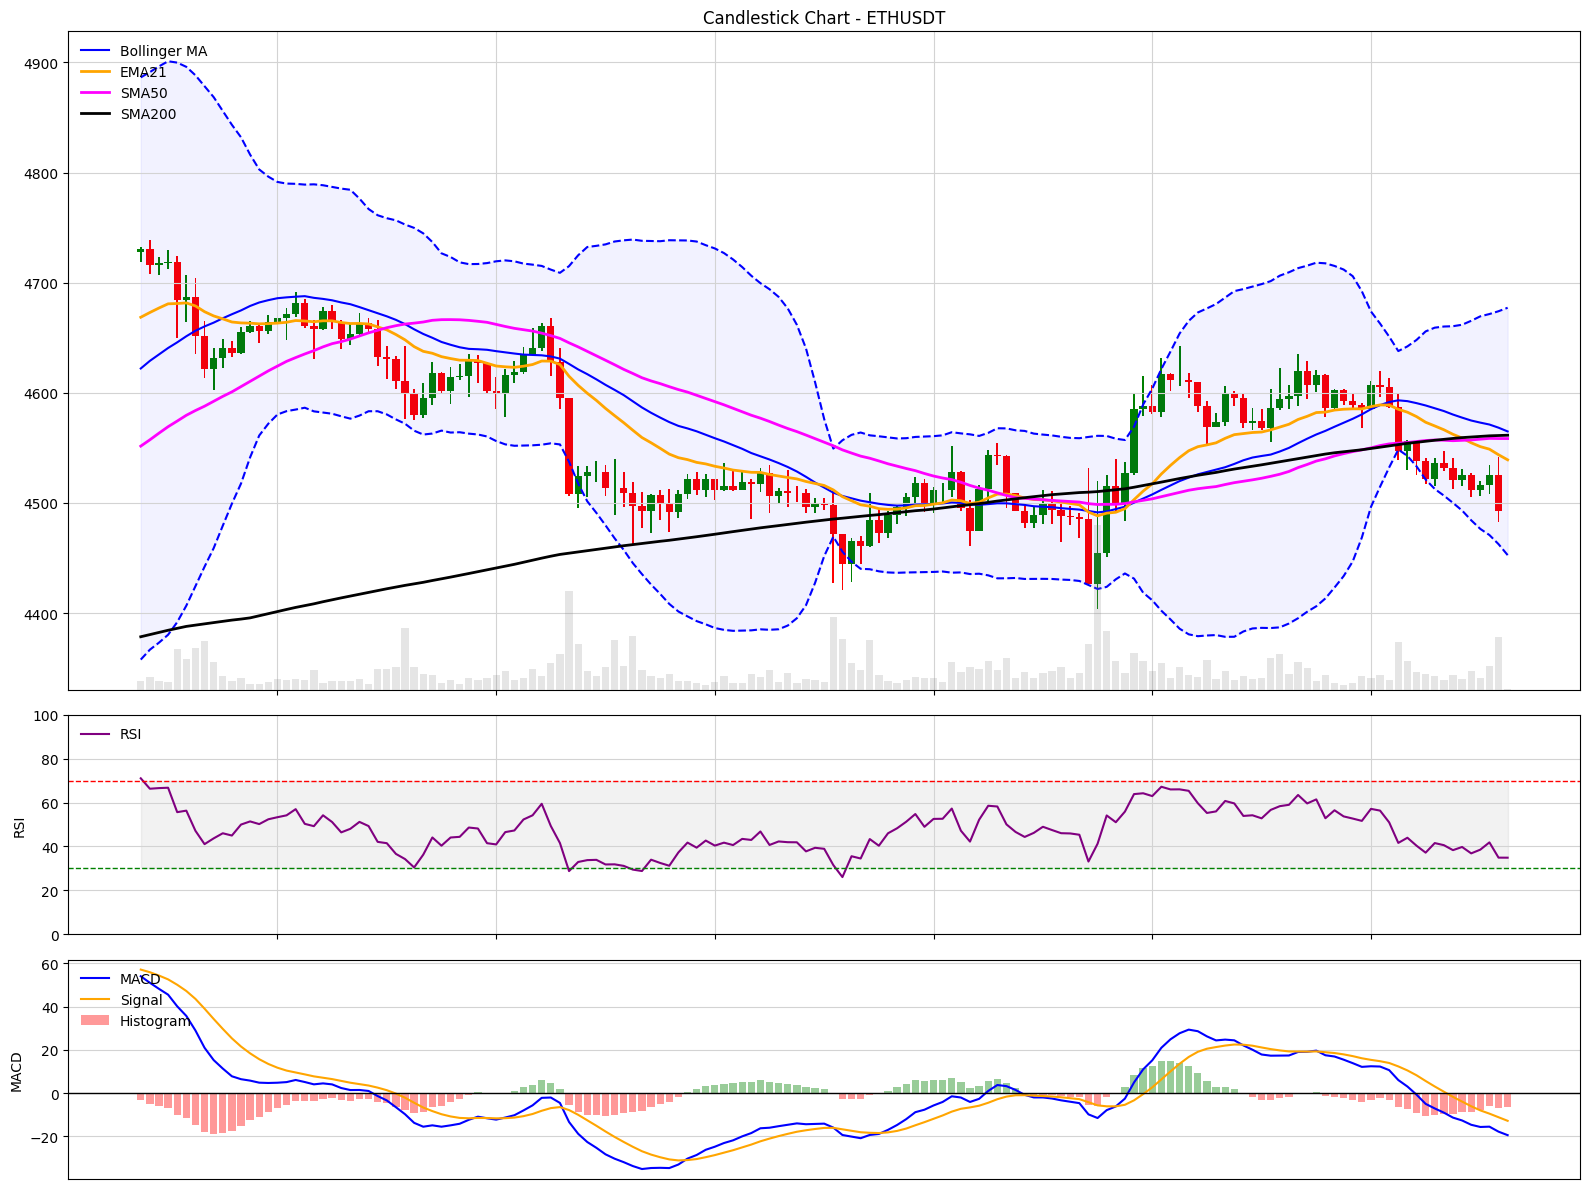 Candlestick Chart - ETHUSDT
Bollinger MA
EMA21
SMA50
SMA200
4900
4800
4700
4600
4500
4400
RSI
100
80
60
40
20
0
RSI
MACD
Signal
Histogram
60
40
20
0
−20
MACD